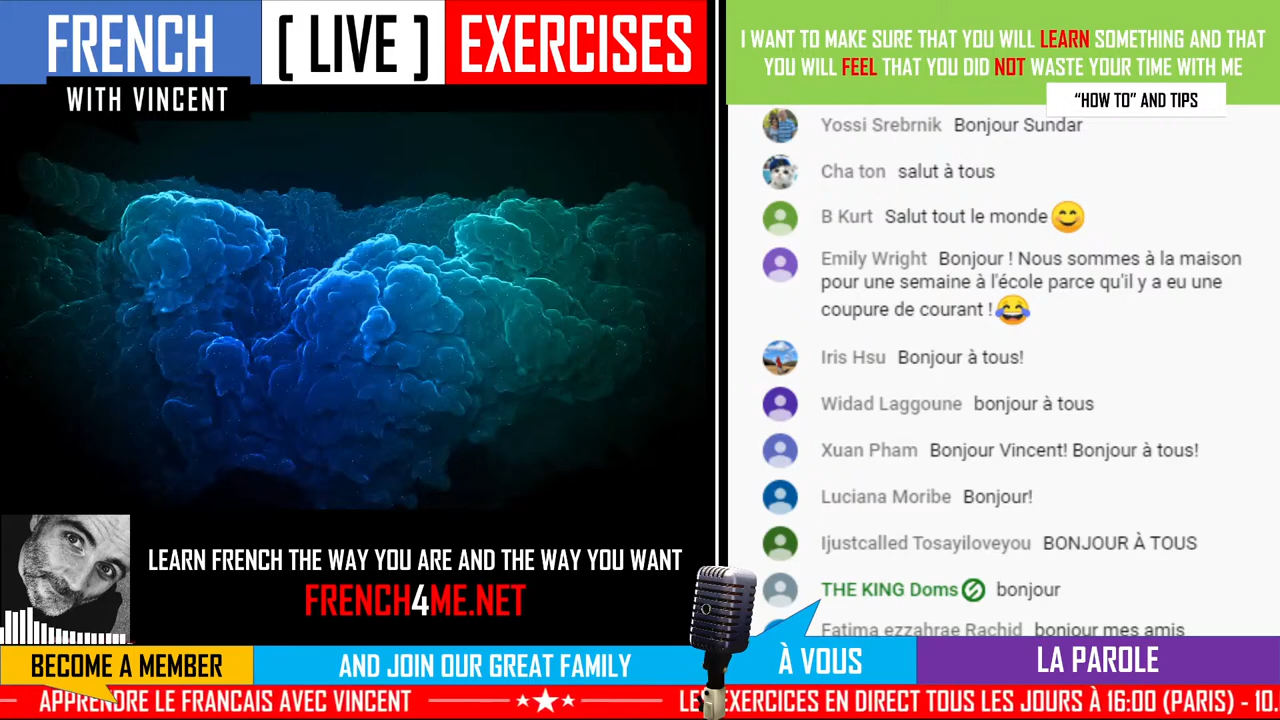 FRENCH [ LIVE ] EXERCISES
WITH VINCENT
I WANT TO MAKE SURE THAT YOU WILL LEARN SOMETHING AND THAT
YOU WILL FEEL THAT YOU DID NOT WASTE YOUR TIME WITH ME
“HOW TO” AND TIPS
Yossi Srebrnik Bonjour Sundar
Cha ton salut à tous
B Kurt Salut tout le monde😊
Emily Wright Bonjour ! Nous sommes à la maison
pour une semaine à l'école parce qu'il y a eu une
coupure de courant !😂
Iris Hsu Bonjour à tous!
Widad Laggoune bonjour à tous
Xuan Pham Bonjour Vincent! Bonjour à tous!
Luciana Moribe Bonjour!
Ijustcalled Tosayiloveyou BONJOUR À TOUS
THE KING Doms bonjour
Fatima ezzahrae Rachid bonjour mes amis
LEARN FRENCH THE WAY YOU ARE AND THE WAY YOU WANT
FRENCH4ME.NET
BECOME A MEMBER AND JOIN OUR GREAT FAMILY À VOUS LA PAROLE
APPRENDRE LE FRANCAIS AVEC VINCENT EXERCICES EN DIRECT TOUS LES JOURS À 16:00 (PARIS) - 10.